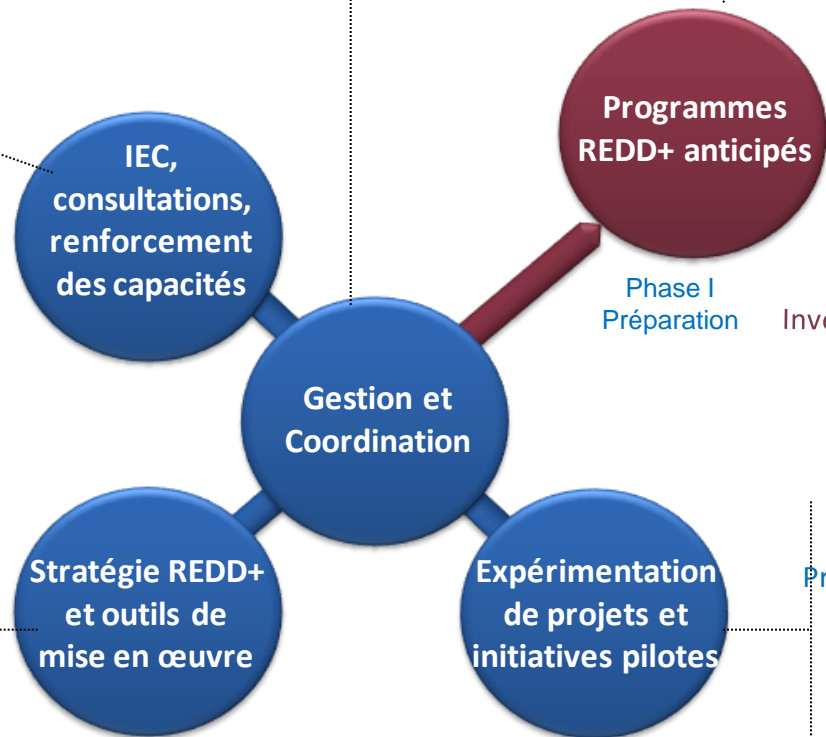 Programmes
REDD+ anticipés
IEC,
consultations,
renforcement
des capacités
Phase I
Préparation
Gestion et
Coordination
Stratégie REDD+
et outils de
mise en œuvre
Expérimentation
de projets et
initiatives pilotes